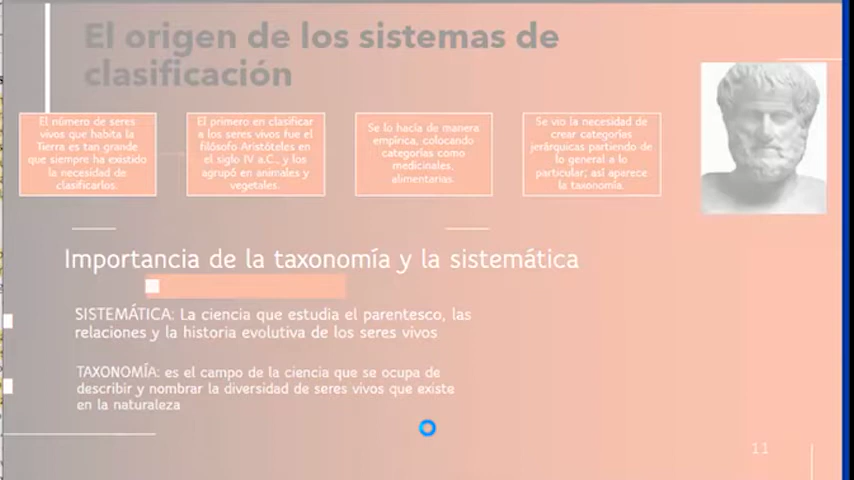 El origen de los sistemas de
clasificación
El número de seres
vivos que habita la
Tierra es tan grande
que siempre ha existido
la necesidad de
clasificarlos.
El primero en clasificar
a los seres vivos fue el
filósofo Aristóteles en
el siglo IV a.C., y los
agrupó en animales y
vegetales.
Se lo hacía de manera
empírica, colocando
categorías como
medicinales,
alimentarias.
Se vio la necesidad de
crear categorías
jerárquicas partiendo de
lo general a lo
particular; así aparece
la taxonomía.
Importancia de la taxonomía y la sistemática
SISTEMÁTICA: La ciencia que estudia el parentesco, las
relaciones y la historia evolutiva de los seres vivos
TAXONOMÍA: es el campo de la ciencia que se ocupa de
describir y nombrar la diversidad de seres vivos que existe
en la naturaleza
11